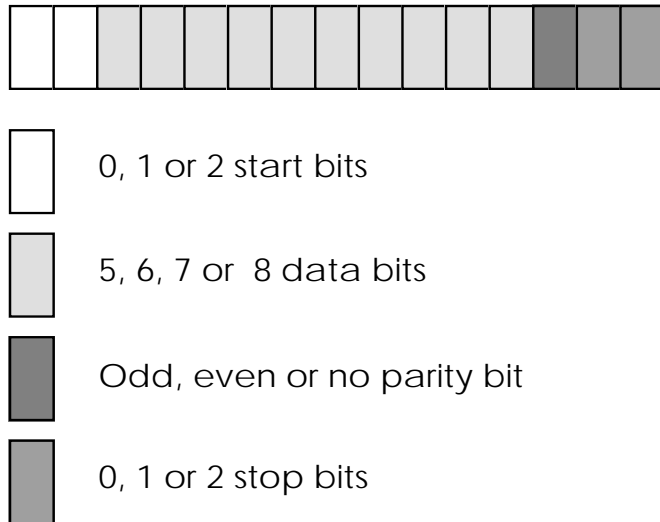 0, 1 or 2 start bits
5, 6, 7 or  8 data bits
Odd, even or no parity bit
0, 1 or 2 stop bits